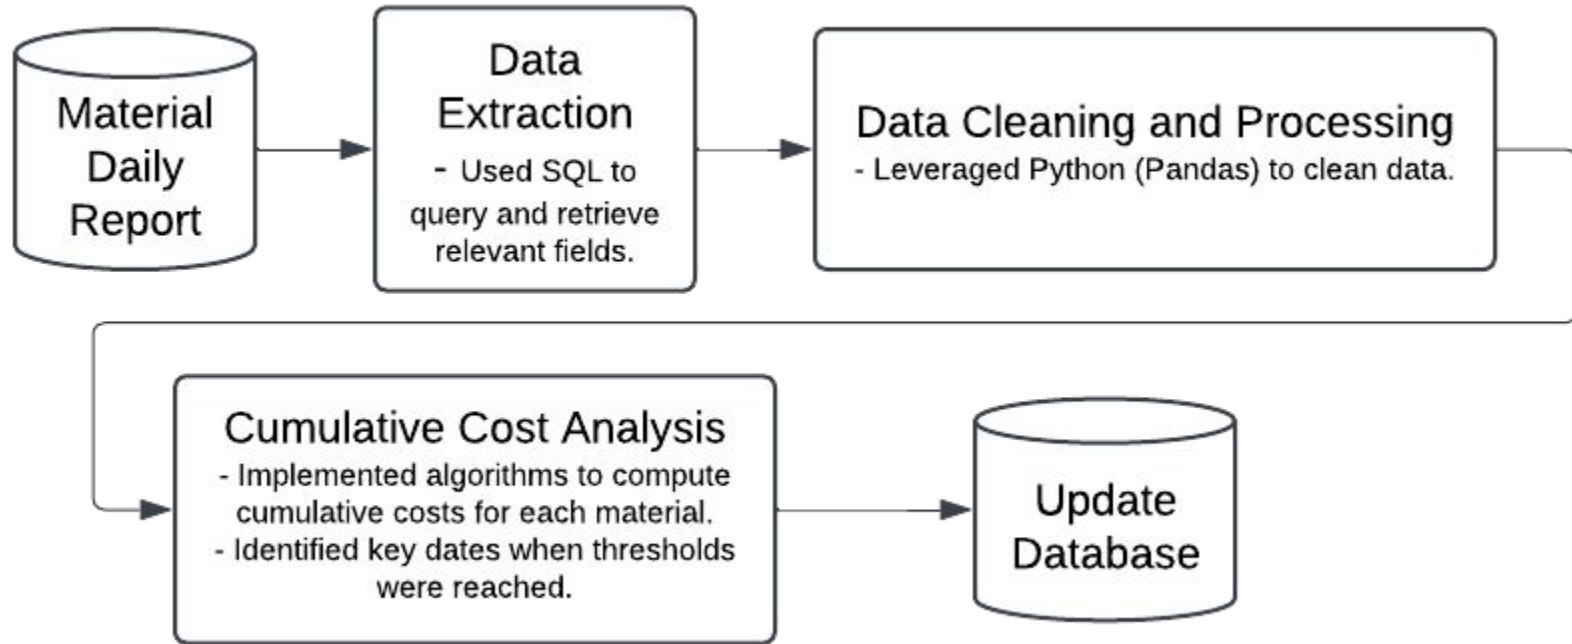 Material
Daily
Report
Data
Extraction
- Used SQL to
query and retrieve
relevant fields.
Data Cleaning and Processing
- Leveraged Python (Pandas) to clean data.
Cumulative Cost Analysis
- Implemented algorithms to compute
cumulative costs for each material.
- Identified key dates when thresholds
were reached.
Update
Database